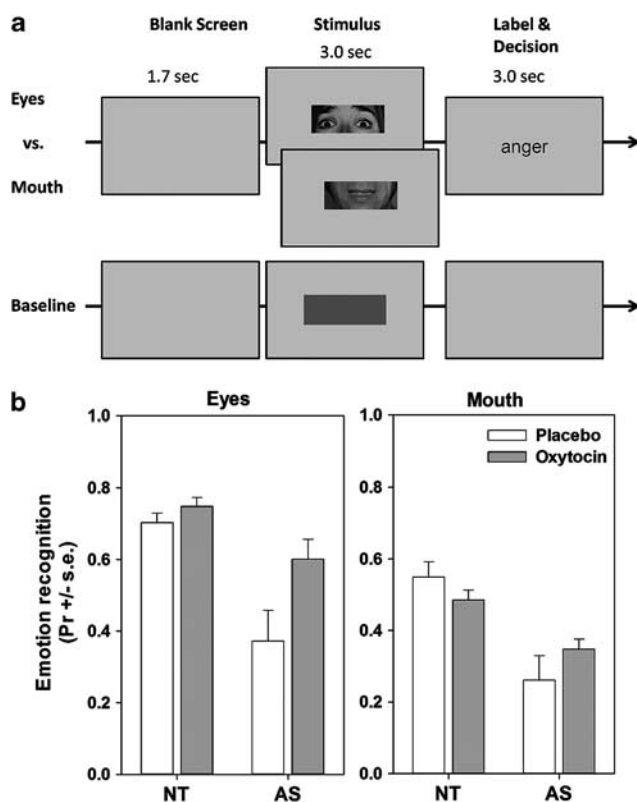 a
Blank Screen Stimulus Label &
Decision
1.7 sec 3.0 sec 3.0 sec
Eyes
vs.
Mouth
anger
Baseline
b
Eyes Mouth
Emotion recognition
(Pr +/- s.e.)
1.0 1.0
Placebo
Oxytocin
0.8 0.8
0.6 0.6
0.4 0.4
0.2 0.2
0.0 0.0
NT AS NT AS